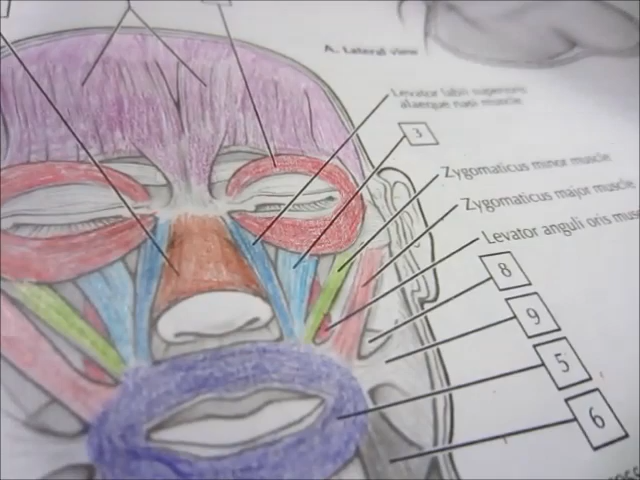 A. Lateral view
Levator labii superioris
alaeque nasi muscle
3
Zygomaticus minor muscle
Zygomaticus major muscle
Levator anguli oris
8
9
5
6